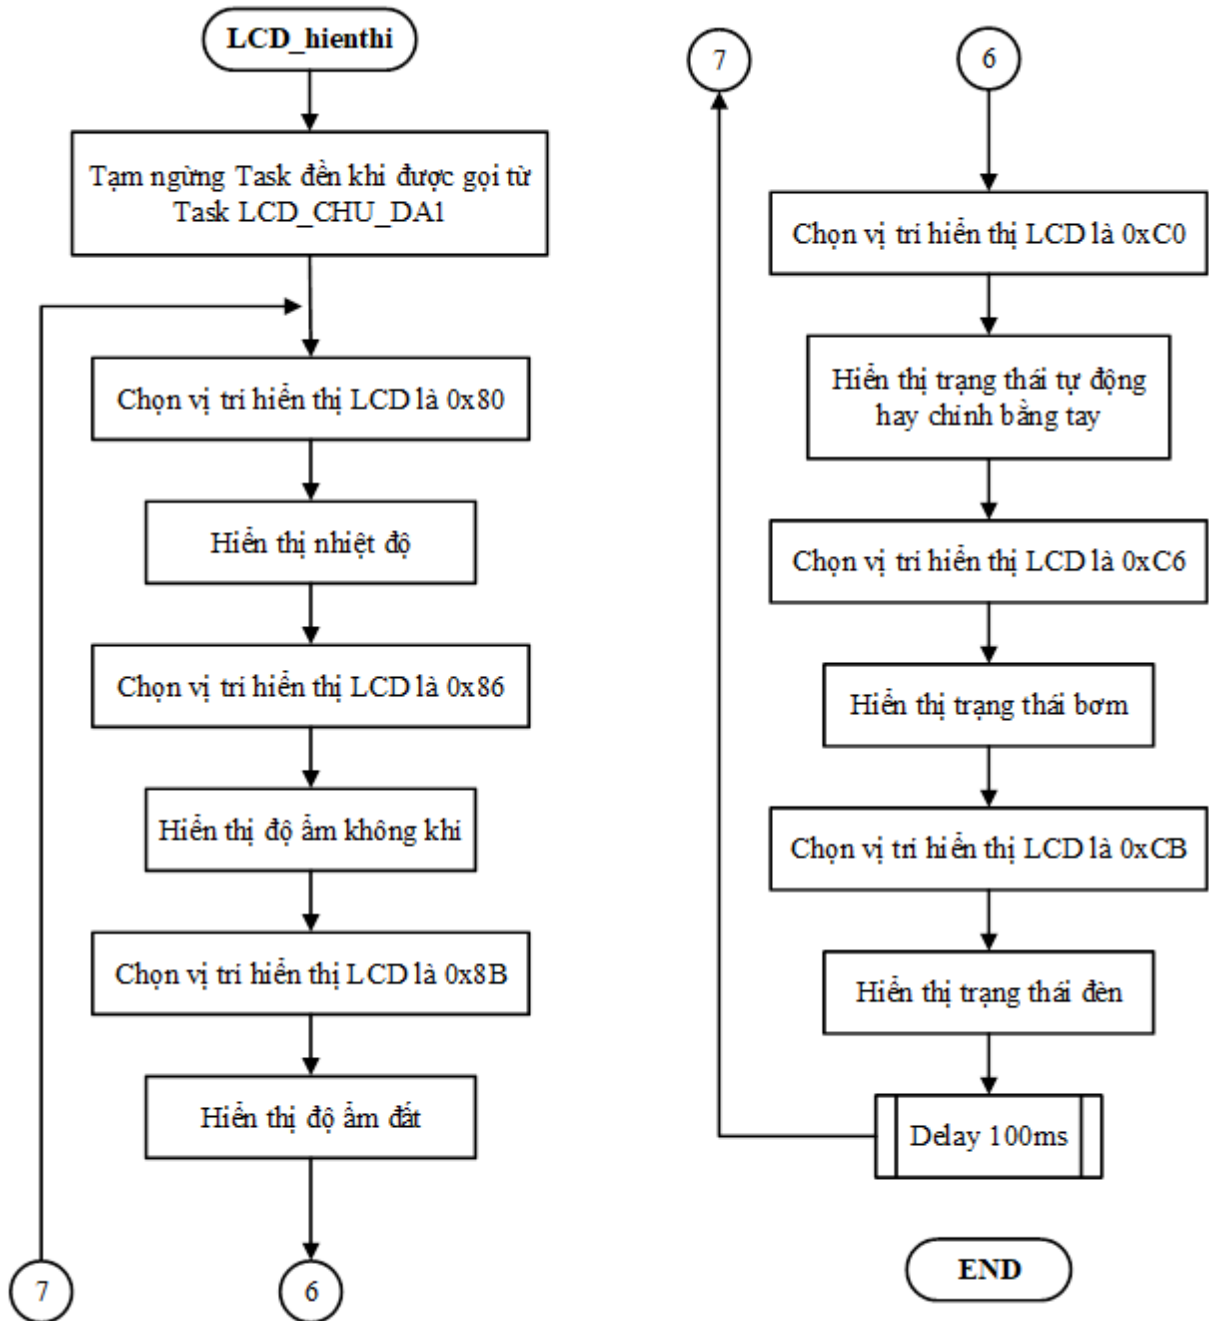 LCD_hienthi
Tạm ngừng Task đến khi được gọi từ
Task LCD_CHU_DA1
Chọn vị trí hiển thị LCD là 0x80
Hiển thị nhiệt độ
Chọn vị trí hiển thị LCD là 0x86
Hiển thị độ ẩm không khí
Chọn vị trí hiển thị LCD là 0x8B
Hiển thị độ ẩm đất
7
6
7
6
Chọn vị trí hiển thị LCD là 0xC0
Hiển thị trạng thái tự động
hay chỉnh bằng tay
Chọn vị trí hiển thị LCD là 0xC6
Hiển thị trạng thái bơm
Chọn vị trí hiển thị LCD là 0xCB
Hiển thị trạng thái đèn
Delay 100ms
END